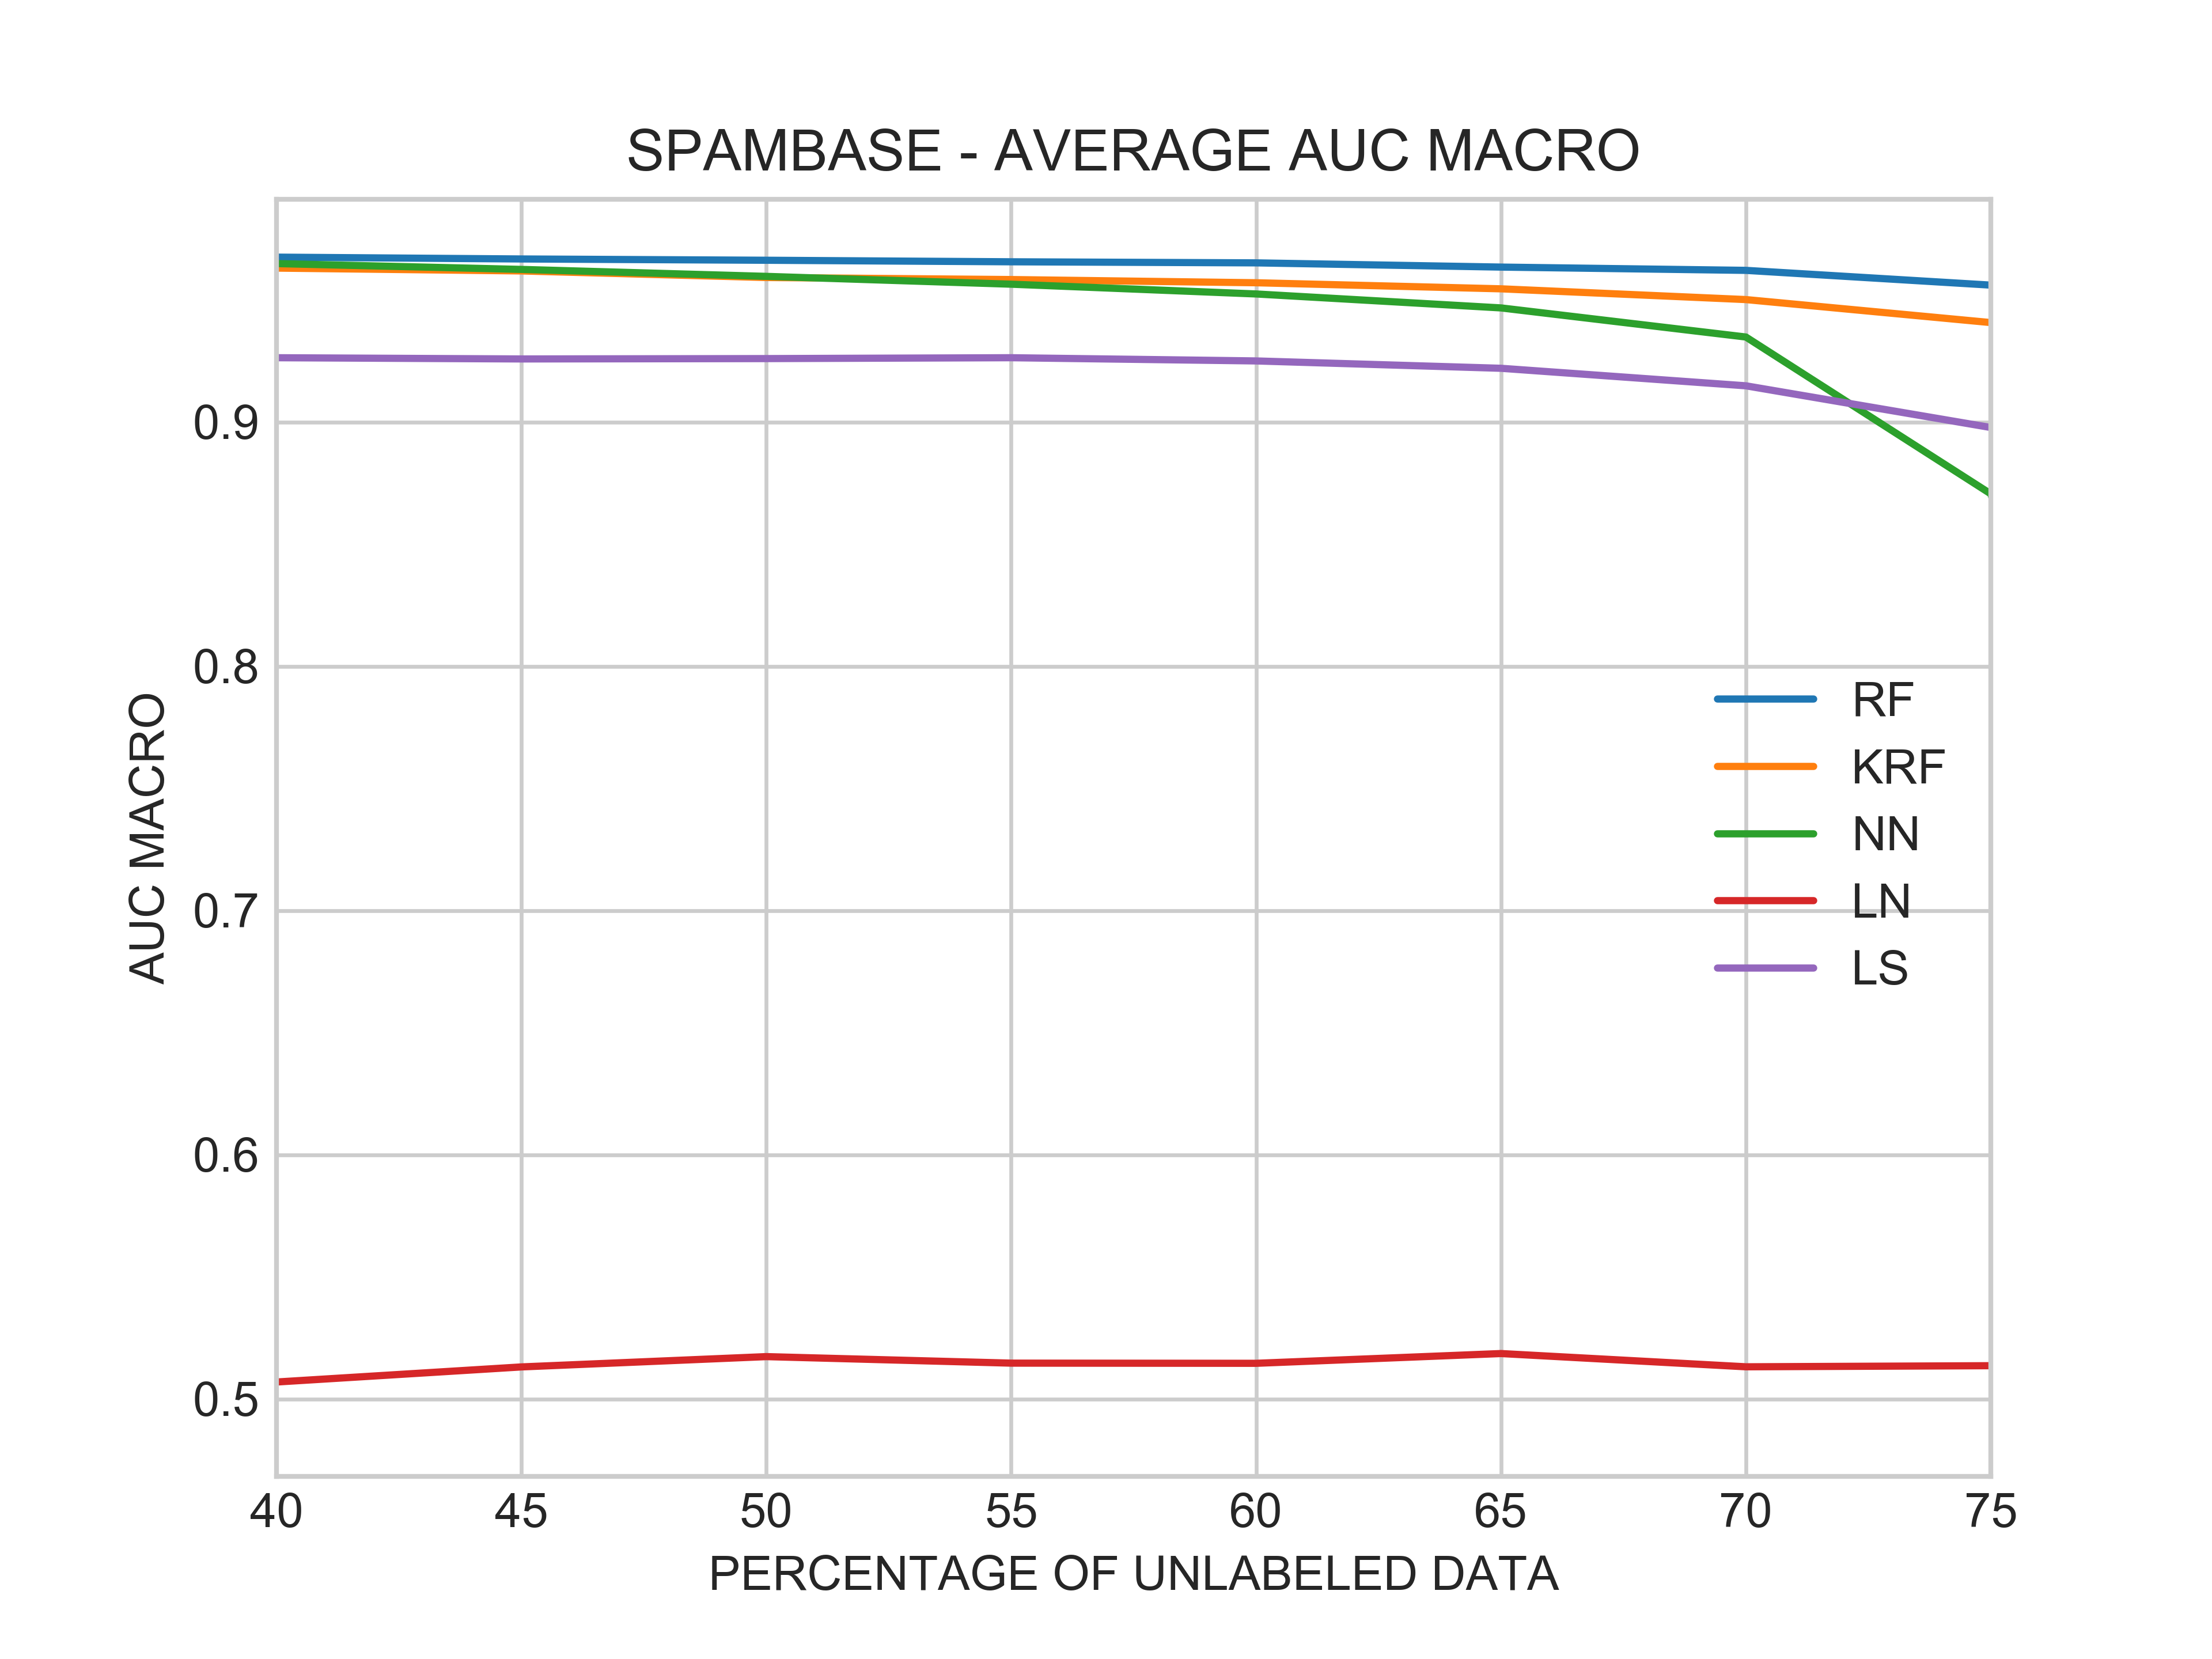 SPAMBASE - AVERAGE AUC MACRO
AUC MACRO
0.9
0.8
0.7
0.6
0.5
RF
KRF
NN
LN
LS
40 45 50 55 60 65 70 75
PERCENTAGE OF UNLABELED DATA